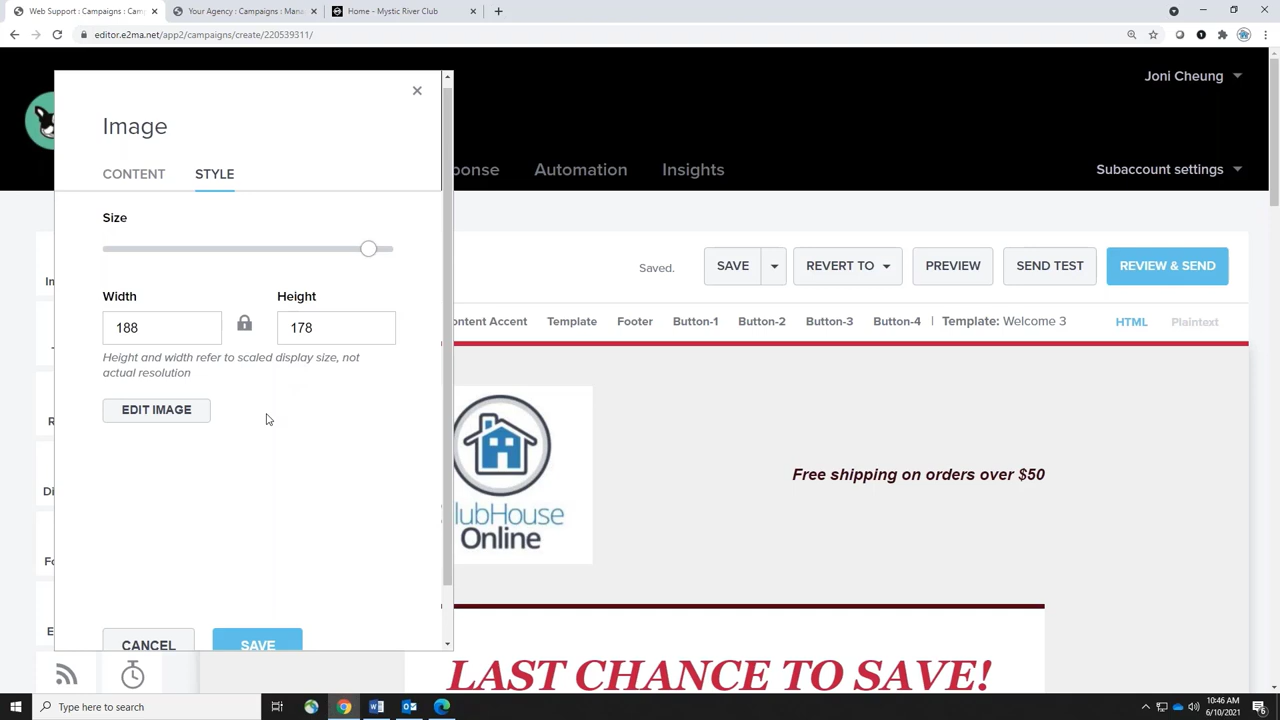 Web Support : Campaigns : Camp
Your Agency : Campaigns : Mana
Home - Mystic River Club
editor.e2ma.net/app2/campaigns/create/220539311/
Joni Cheung
Image
CONTENT STYLE
ponse Automation Insights
Subaccount settings
Size
Saved.
SAVE
REVERT TO
PREVIEW
SEND TEST
REVIEW & SEND
Width Height
188 178
Height and width refer to scaled display size, not
actual resolution
EDIT IMAGE
ontent Accent Template Footer Button-1 Button-2 Button-3 Button-4 | Template: Welcome 3 HTML Plaintext
lubHouse
Online
Free shipping on orders over $50
CANCEL SAVE
LAST CHANCE TO SAVE!
Type here to search
10:46 AM
6/10/2021